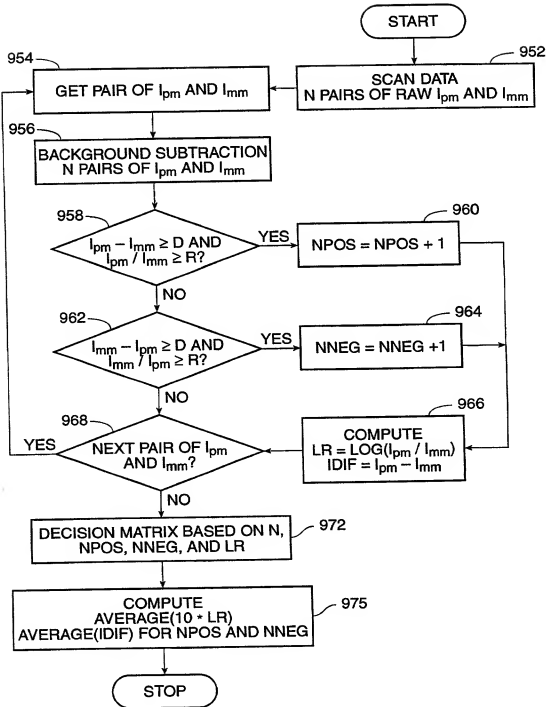 START
952
SCAN DATA
N PAIRS OF RAW Ipm AND Imm
954
GET PAIR OF Ipm AND Imm
956
BACKGROUND SUBTRACTION
N PAIRS OF Ipm AND Imm
958
Ipm – Imm ≥ D AND
Ipm / Imm ≥ R?
YES
960
NPOS = NPOS + 1
NO
962
Imm – Ipm ≥ D AND
Imm / Ipm ≥ R?
YES
964
NNEG = NNEG +1
NO
966
COMPUTE
LR = LOG(Ipm / Imm)
IDIF = Ipm – Imm
968
YES
NEXT PAIR OF Ipm
AND Imm?
NO
972
DECISION MATRIX BASED ON N,
NPOS, NNEG, AND LR
975
COMPUTE
AVERAGE(10 * LR)
AVERAGE(IDIF) FOR NPOS AND NNEG
STOP